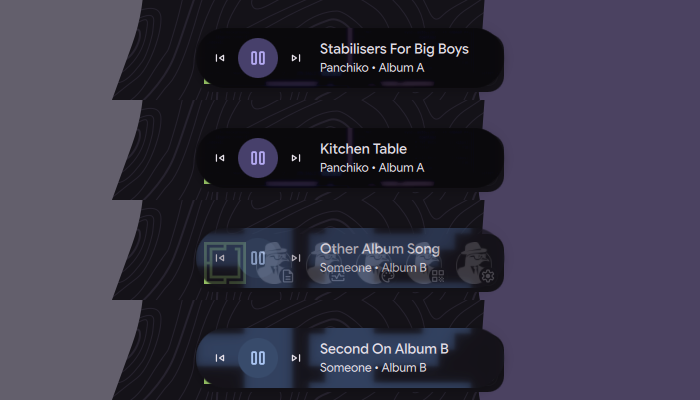 Stabilisers For Big Boys
Panchiko • Album A
Kitchen Table
Panchiko • Album A
Other Album Song
Someone • Album B
Second On Album B
Someone • Album B